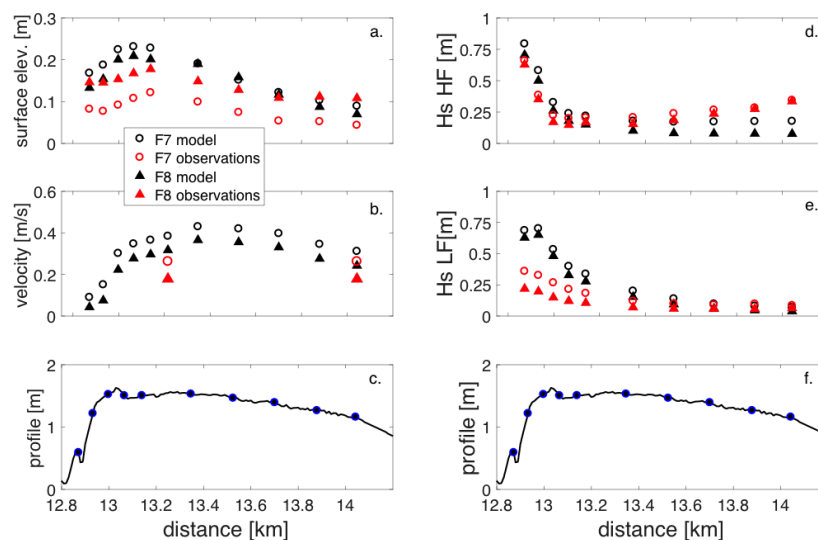 0.3
0.2
0.1
0
surface elev. [m]
a.
F7 model
F7 observations
F8 model
F8 observations
0.6
0.4
0.2
0
velocity [m/s]
b.
2
1
0
profile [m]
c.
12.8 13 13.2 13.4 13.6 13.8 14
distance [km]
1
0.75
0.5
0.25
0
Hs HF [m]
d.
1
0.75
0.5
0.25
0
Hs LF[m]
e.
2
1
0
profile [m]
f.
12.8 13 13.2 13.4 13.6 13.8 14
distance [km]